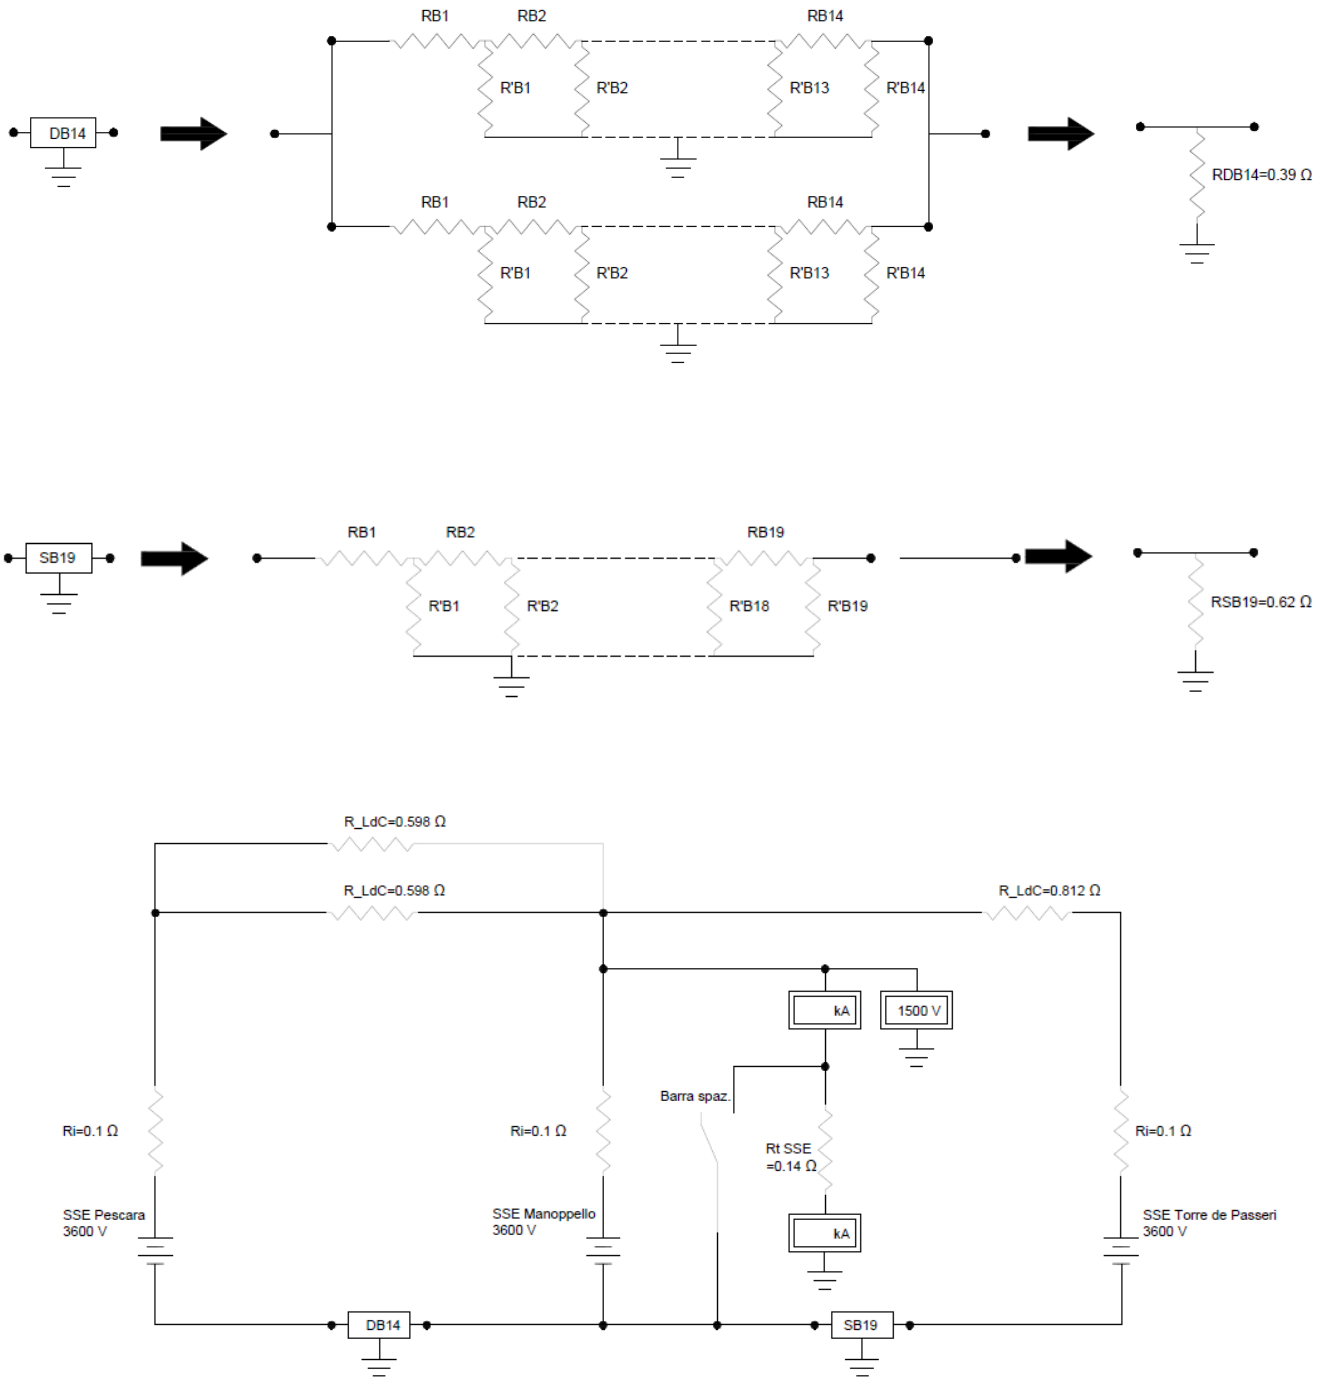 RB1 RB2 RB14
R'B1 R'B2 R'B13 R'B14
DB14
RDB14=0.39 Ω
RB1 RB2 RB14
R'B1 R'B2 R'B13 R'B14
RB1 RB2 RB19
SB19
R'B1 R'B2 R'B18 R'B19
RSB19=0.62 Ω
R_LdC=0.598 Ω
R_LdC=0.598 Ω
R_LdC=0.812 Ω
kA
1500 V
Barra spaz.
Ri=0.1 Ω
Ri=0.1 Ω
Ri=0.1 Ω
Rt SSE
=0.14 Ω
SSE Pescara
3600 V
SSE Manoppello
3600 V
kA
SSE Torre de Passeri
3600 V
DB14
SB19